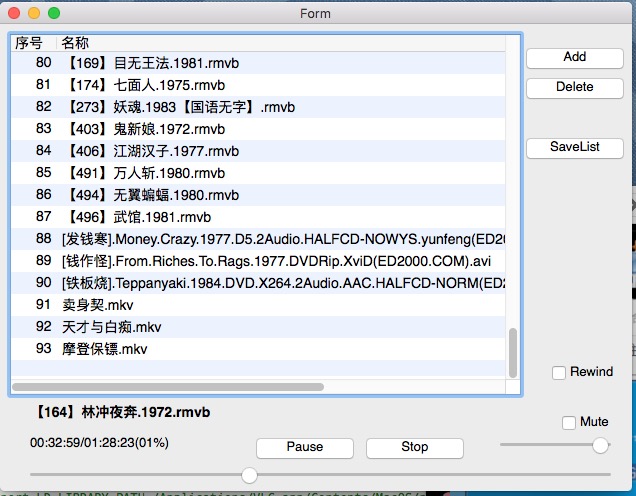 Form
序号 名称
80 【169】目无王法.1981.rmvb
81 【174】七面人.1975.rmvb
82 【273】妖魂.1983【国语无字】.rmvb
83 【403】鬼新娘.1972.rmvb
84 【406】江湖汉子.1977.rmvb
85 【491】万人斩.1980.rmvb
86 【494】无翼蝙蝠.1980.rmvb
87 【496】武馆.1981.rmvb
88 [发钱寒].Money.Crazy.1977.D5.2Audio.HALFCD-NOWYS.yunfeng(ED20
89 [钱作怪].From.Riches.To.Rags.1977.DVDRip.XviD(ED2000.COM).avi
90 [铁板烧].Teppanyaki.1984.DVD.X264.2Audio.AAC.HALFCD-NORM(ED2
91 卖身契.mkv
92 天才与白痴.mkv
93 摩登保镖.mkv
Add
Delete
SaveList
Rewind
【164】林冲夜奔.1972.rmvb
Mute
00:32:59/01:28:23(01%)
Pause
Stop